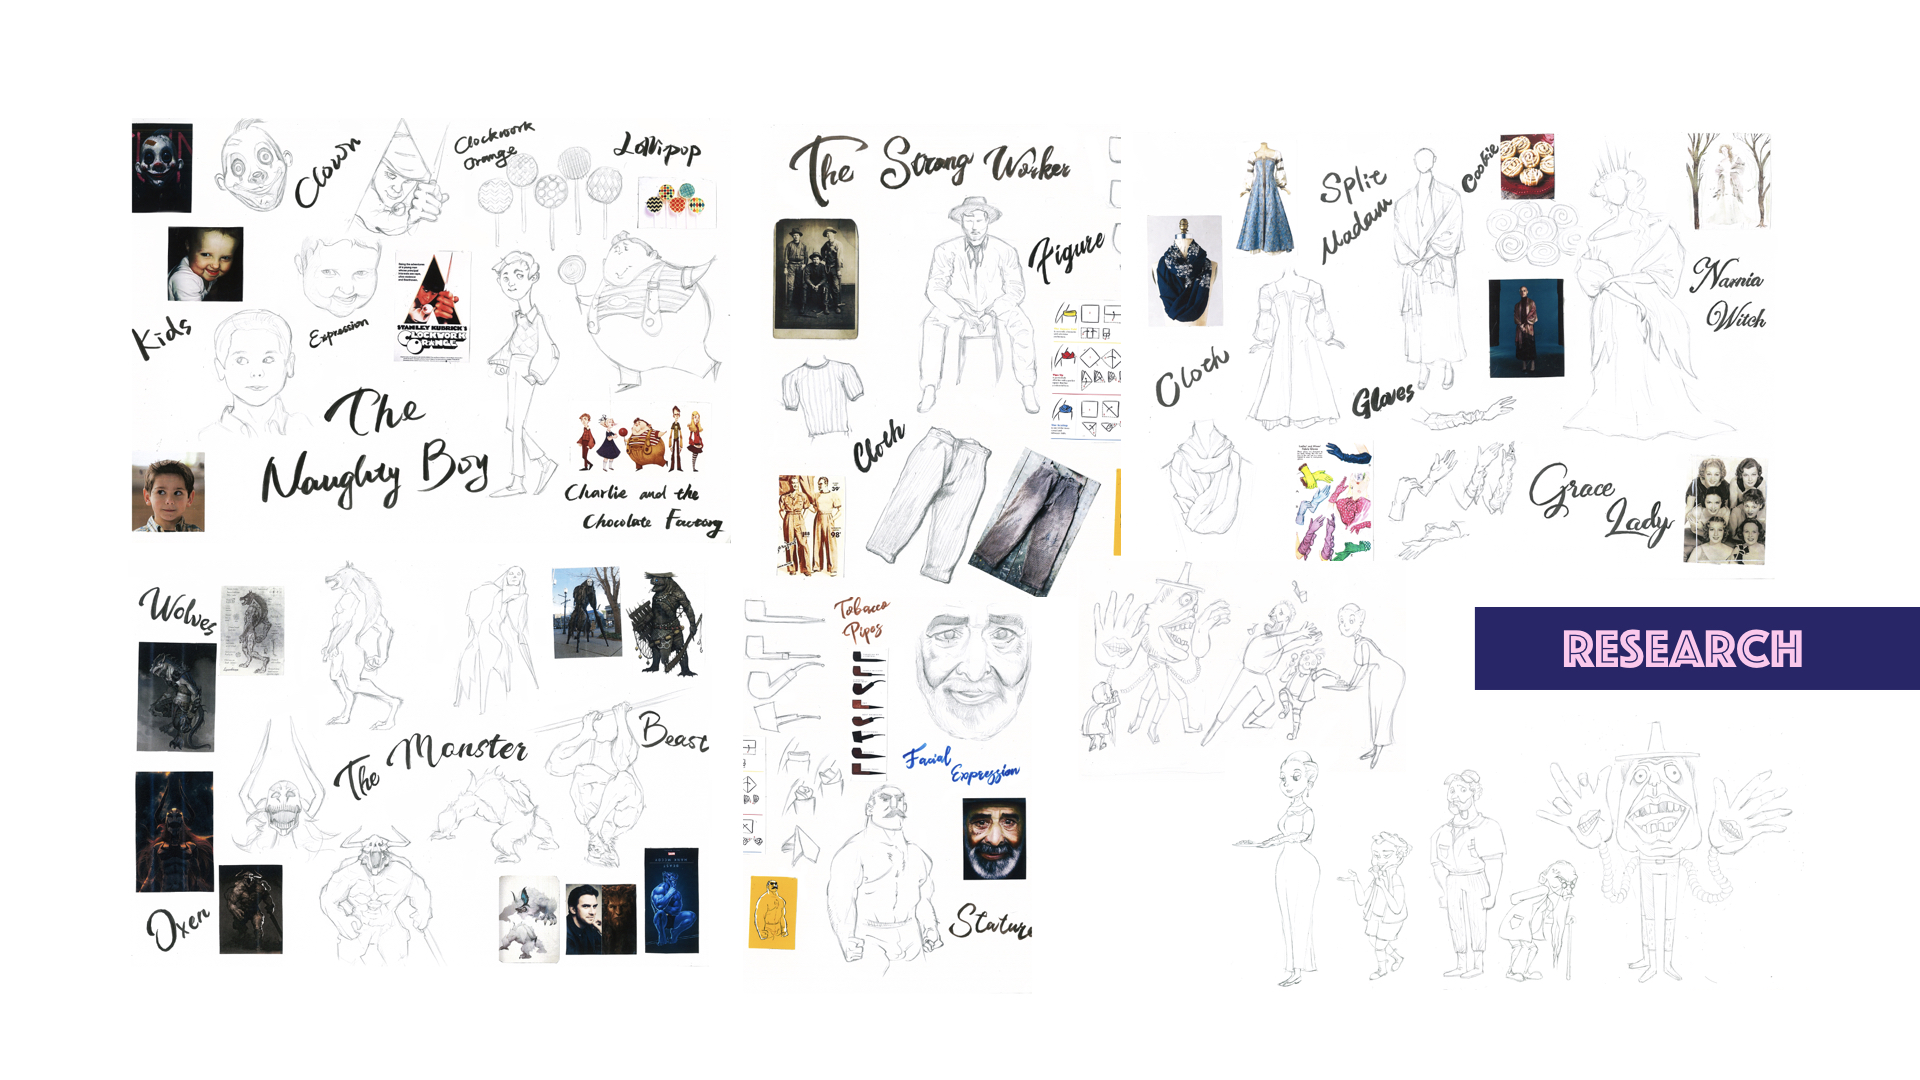 Clown
Clockwork
Orange
Lollipop
Kids
Expression
STANLEY KUBRICK'S
CLOCKWORK
ORANGE
The
Naughty Boy
Charlie and the
Chocolate Factory
The Strong Worker
Figure
Cloth
Tobacco
Pipes
Facial
Expression
Statur
Wolves
The Monster
Beast
Oxen
Splic
Madam
Cookie
Narnia
Witch
Cloth
Gloves
Grace
Lady
RESEARCH